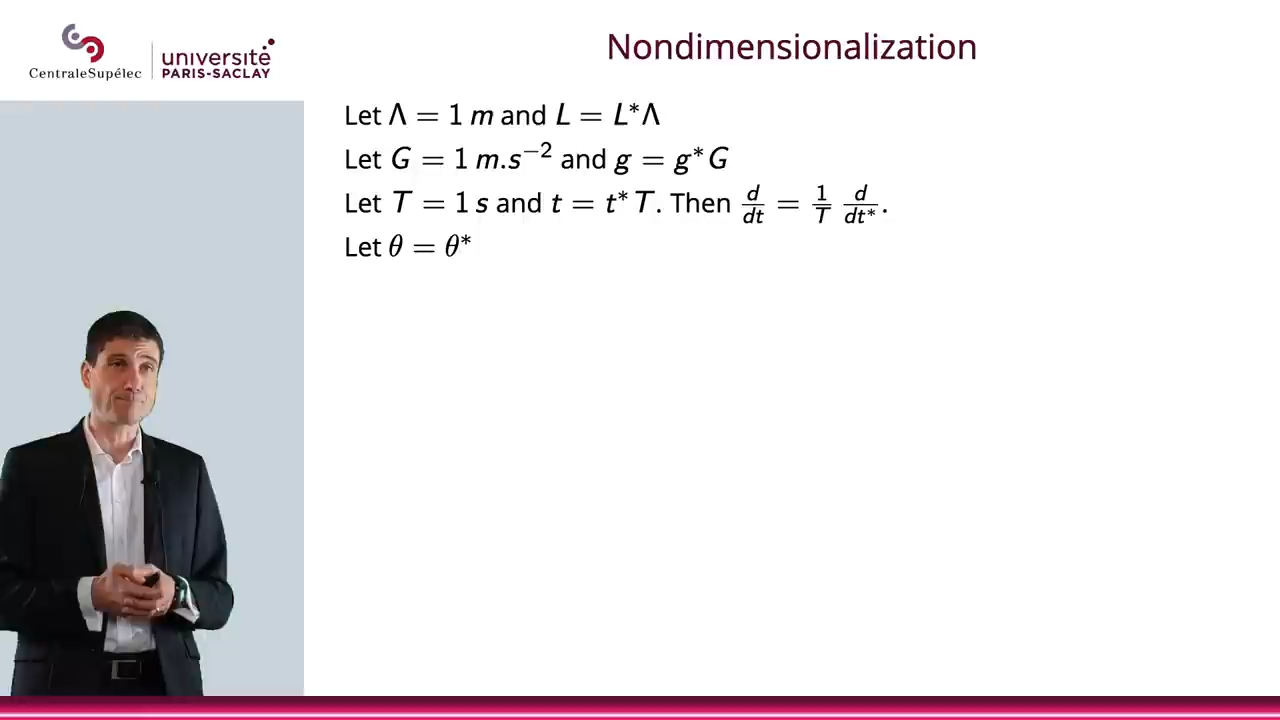 CentraleSupélec
université
PARIS-SACLAY
Nondimensionalization
Let Λ = 1 m and L = L*Λ
Let G = 1 m.s⁻² and g = g*G
Let T = 1 s and t = t*T. Then d/dt = 1/T d/dt*.
Let θ = θ*